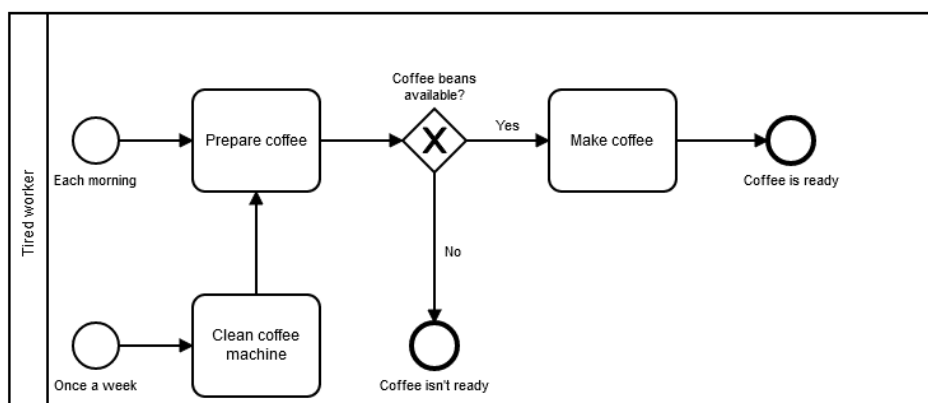 Tired worker
Each morning
Prepare coffee
Coffee beans
available?
Yes
Make coffee
Coffee is ready
No
Once a week
Clean coffee
machine
Coffee isn't ready